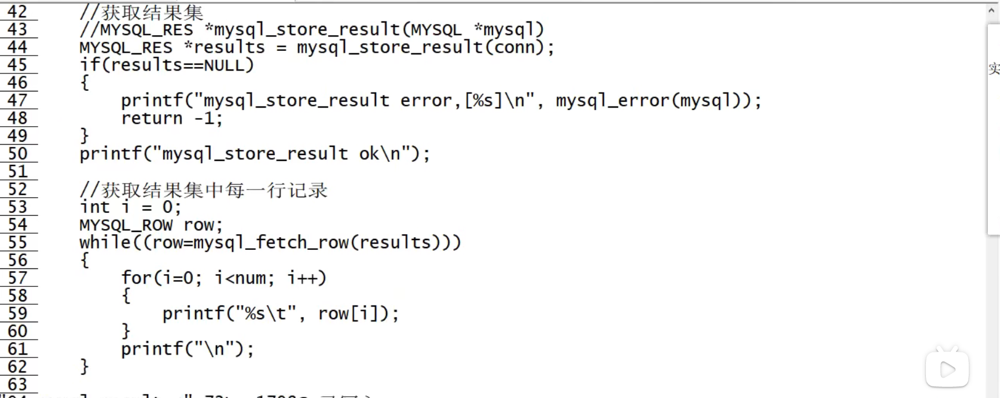 42 //获取结果集
43 //MYSQL_RES *mysql_store_result(MYSQL *mysql)
44 MYSQL_RES *results = mysql_store_result(conn);
45 if(results==NULL)
46 {
47 printf("mysql_store_result error,[%s]\n", mysql_error(mysql));
48 return -1;
49 }
50 printf("mysql_store_result ok\n");
51
52 //获取结果集中每一行记录
53 int i = 0;
54 MYSQL_ROW row;
55 while((row=mysql_fetch_row(results)))
56 {
57 for(i=0; i<num; i++)
58 {
59 printf("%s\t", row[i]);
60 }
61 printf("\n");
62 }
63
实